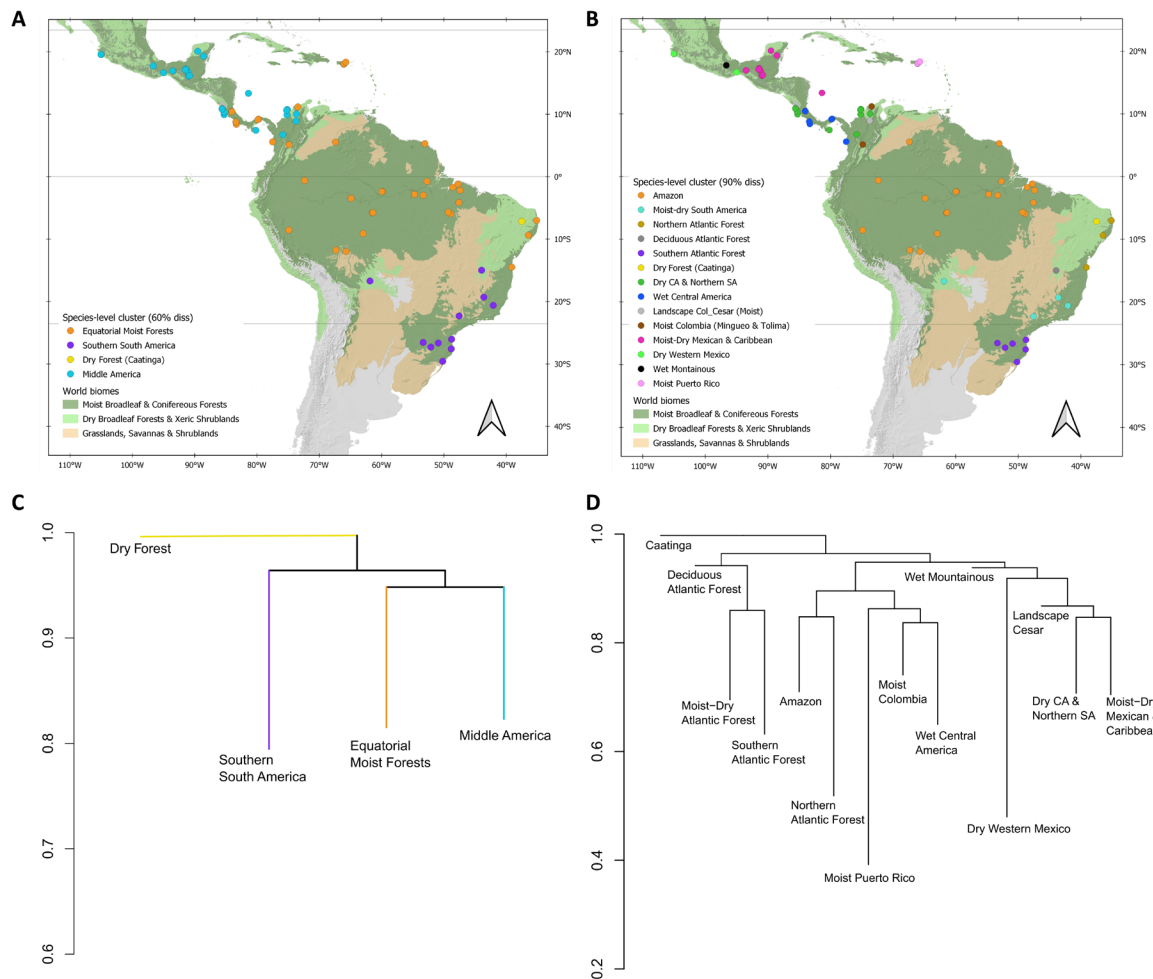 A
20°N
10°N
0°
10°S
20°S
30°S
40°S
Species-level cluster (60% diss)
Equatorial Moist Forests
Southern South America
Dry Forest (Caatinga)
Middle America
World biomes
Moist Broadleaf & Conifereous Forests
Dry Broadleaf Forests & Xeric Shrublands
Grasslands, Savannas & Shrublands
110°W 100°W 90°W 80°W 70°W 60°W 50°W 40°W
B
20°N
10°N
0°
10°S
20°S
30°S
40°S
Species-level cluster (90% diss)
Amazon
Moist-dry South America
Northern Atlantic Forest
Deciduous Atlantic Forest
Southern Atlantic Forest
Dry Forest (Caatinga)
Dry CA & Northern SA
Wet Central America
Landscape Col_Cesar (Moist)
Moist Colombia (Mingueo & Tolima)
Moist-Dry Mexican & Caribbean
Dry Western Mexico
Wet Montainous
Moist Puerto Rico
World biomes
Moist Broadleaf & Conifereous Forests
Dry Broadleaf Forests & Xeric Shrublands
Grasslands, Savannas & Shrublands
110°W 100°W 90°W 80°W 70°W 60°W 50°W 40°W
C
1.0
0.9
0.8
0.7
0.6
Dry Forest
Southern
South America
Equatorial
Moist Forests
Middle America
D
1.0
0.8
0.6
0.4
0.2
Caatinga
Deciduous
Atlantic Forest
Moist−Dry
Atlantic Forest
Southern
Atlantic Forest
Amazon
Northern
Atlantic Forest
Moist Puerto Rico
Moist
Colombia
Wet Central
America
Wet Mountainous
Dry Western Mexico
Landscape
Cesar
Dry CA &
Northern SA
Moist−Dr
Mexican
Caribbea